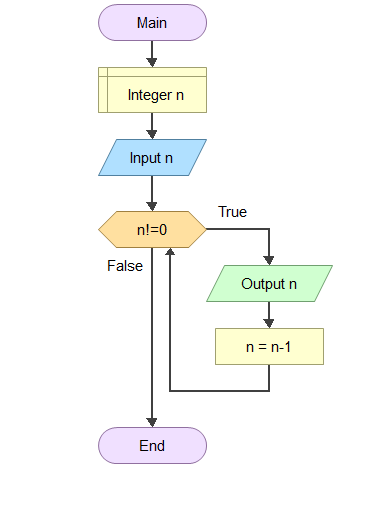 Main
Integer n
Input n
n!=0
True
False
Output n
n = n-1
End